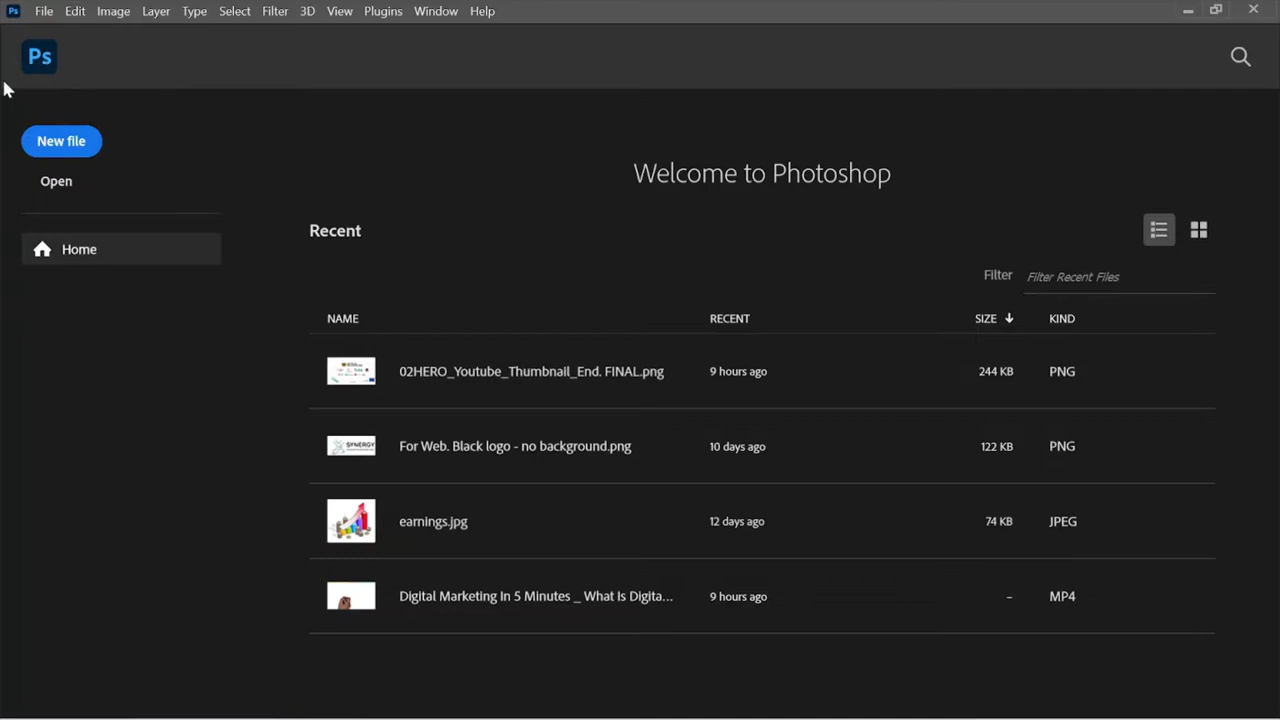 Ps File Edit Image Layer Type Select Filter 3D View Plugins Window Help
Ps
New file
Open
Home
Welcome to Photoshop
Recent
Filter Filter Recent Files
NAME RECENT SIZE KIND
02HERO_Youtube_Thumbnail_End. FINAL.png 9 hours ago 244 KB PNG
SYNERGY
For Web. Black logo - no background.png 10 days ago 122 KB PNG
earnings.jpg 12 days ago 74 KB JPEG
Digital Marketing In 5 Minutes _ What Is Digita... 9 hours ago – MP4